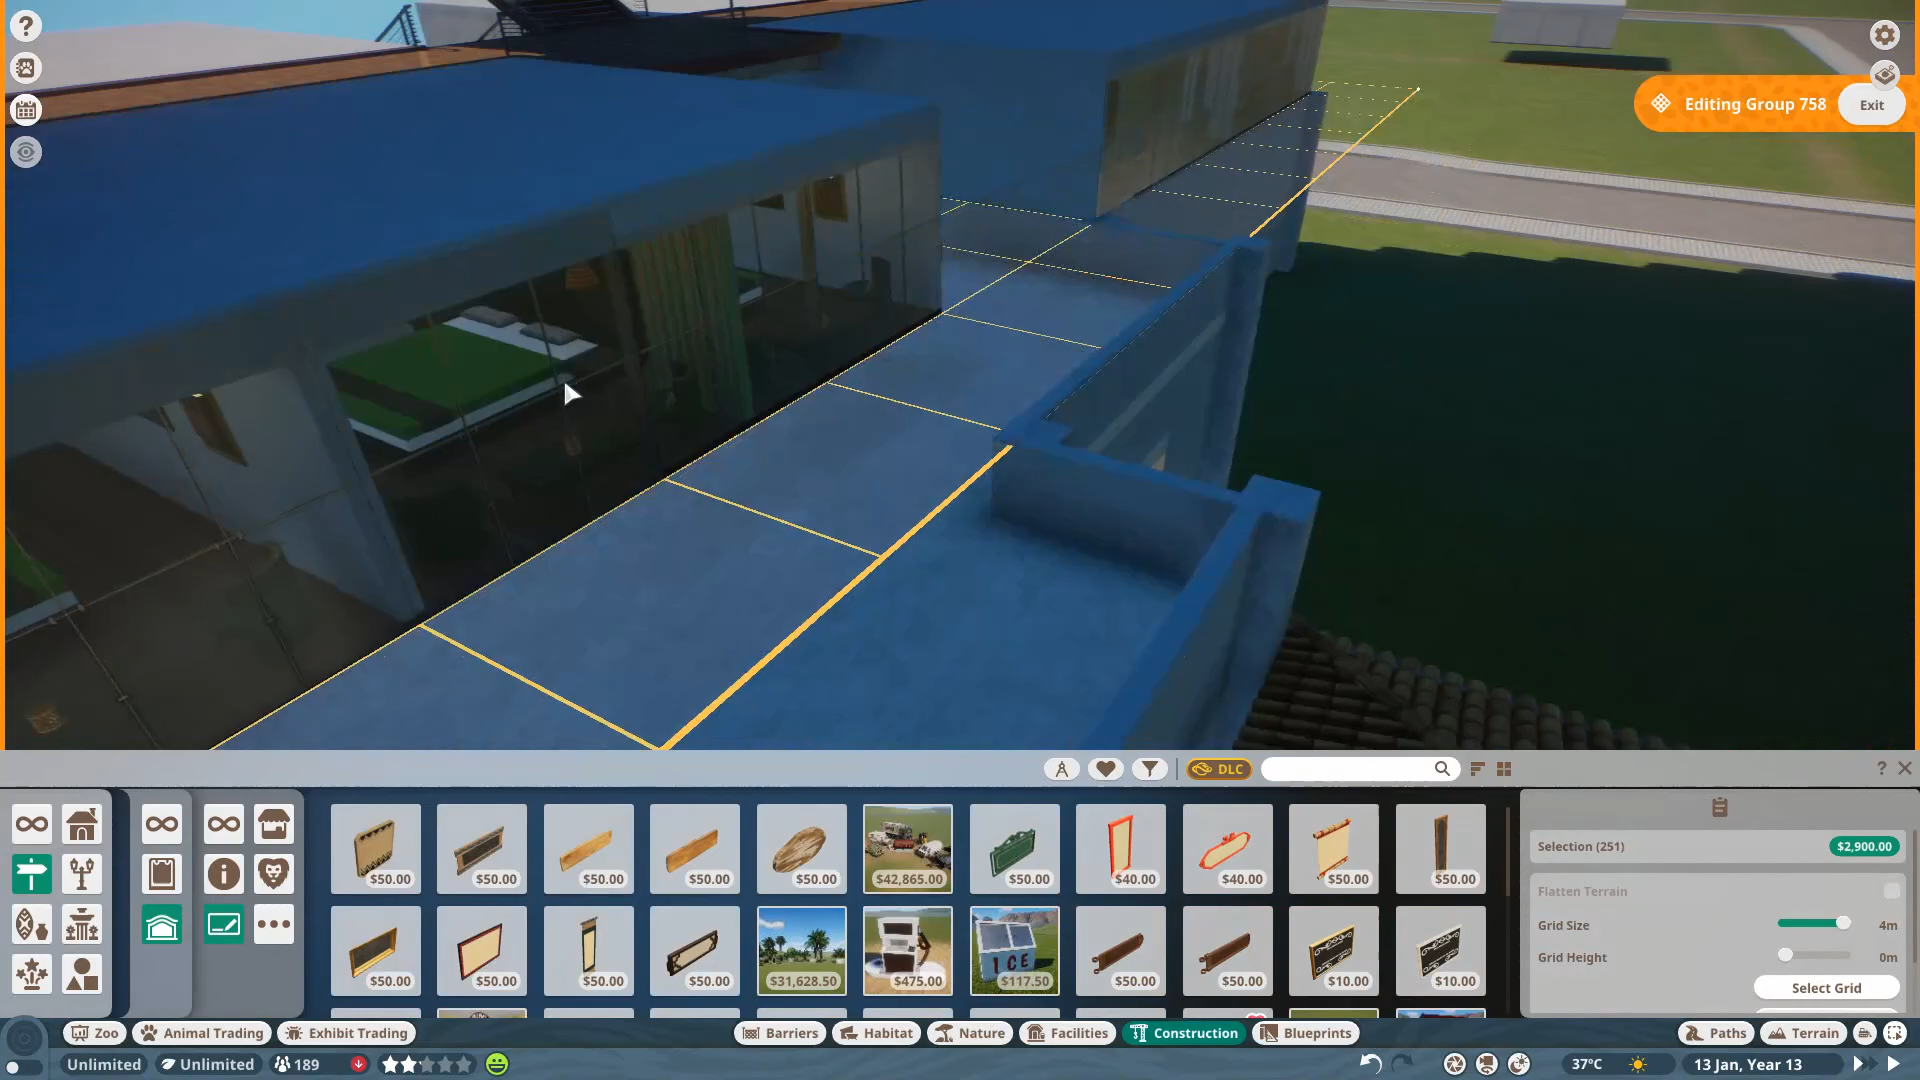 Editing Group 758 Exit
DLC
$50.00 $50.00 $50.00 $50.00 $50.00 $42,865.00 $50.00 $40.00 $40.00 $50.00 $50.00
$50.00 $50.00 $50.00 $50.00 $31,628.50 $475.00 ICE $117.50 $50.00 $50.00 $10.00 $10.00
Selection (251) $2,900.00
Flatten Terrain
Grid Size 4m
Grid Height 0m
Select Grid
Zoo Animal Trading Exhibit Trading Barriers Habitat Nature Facilities Construction Blueprints Paths Terrain
Unlimited Unlimited 189 37°C 13 Jan, Year 13